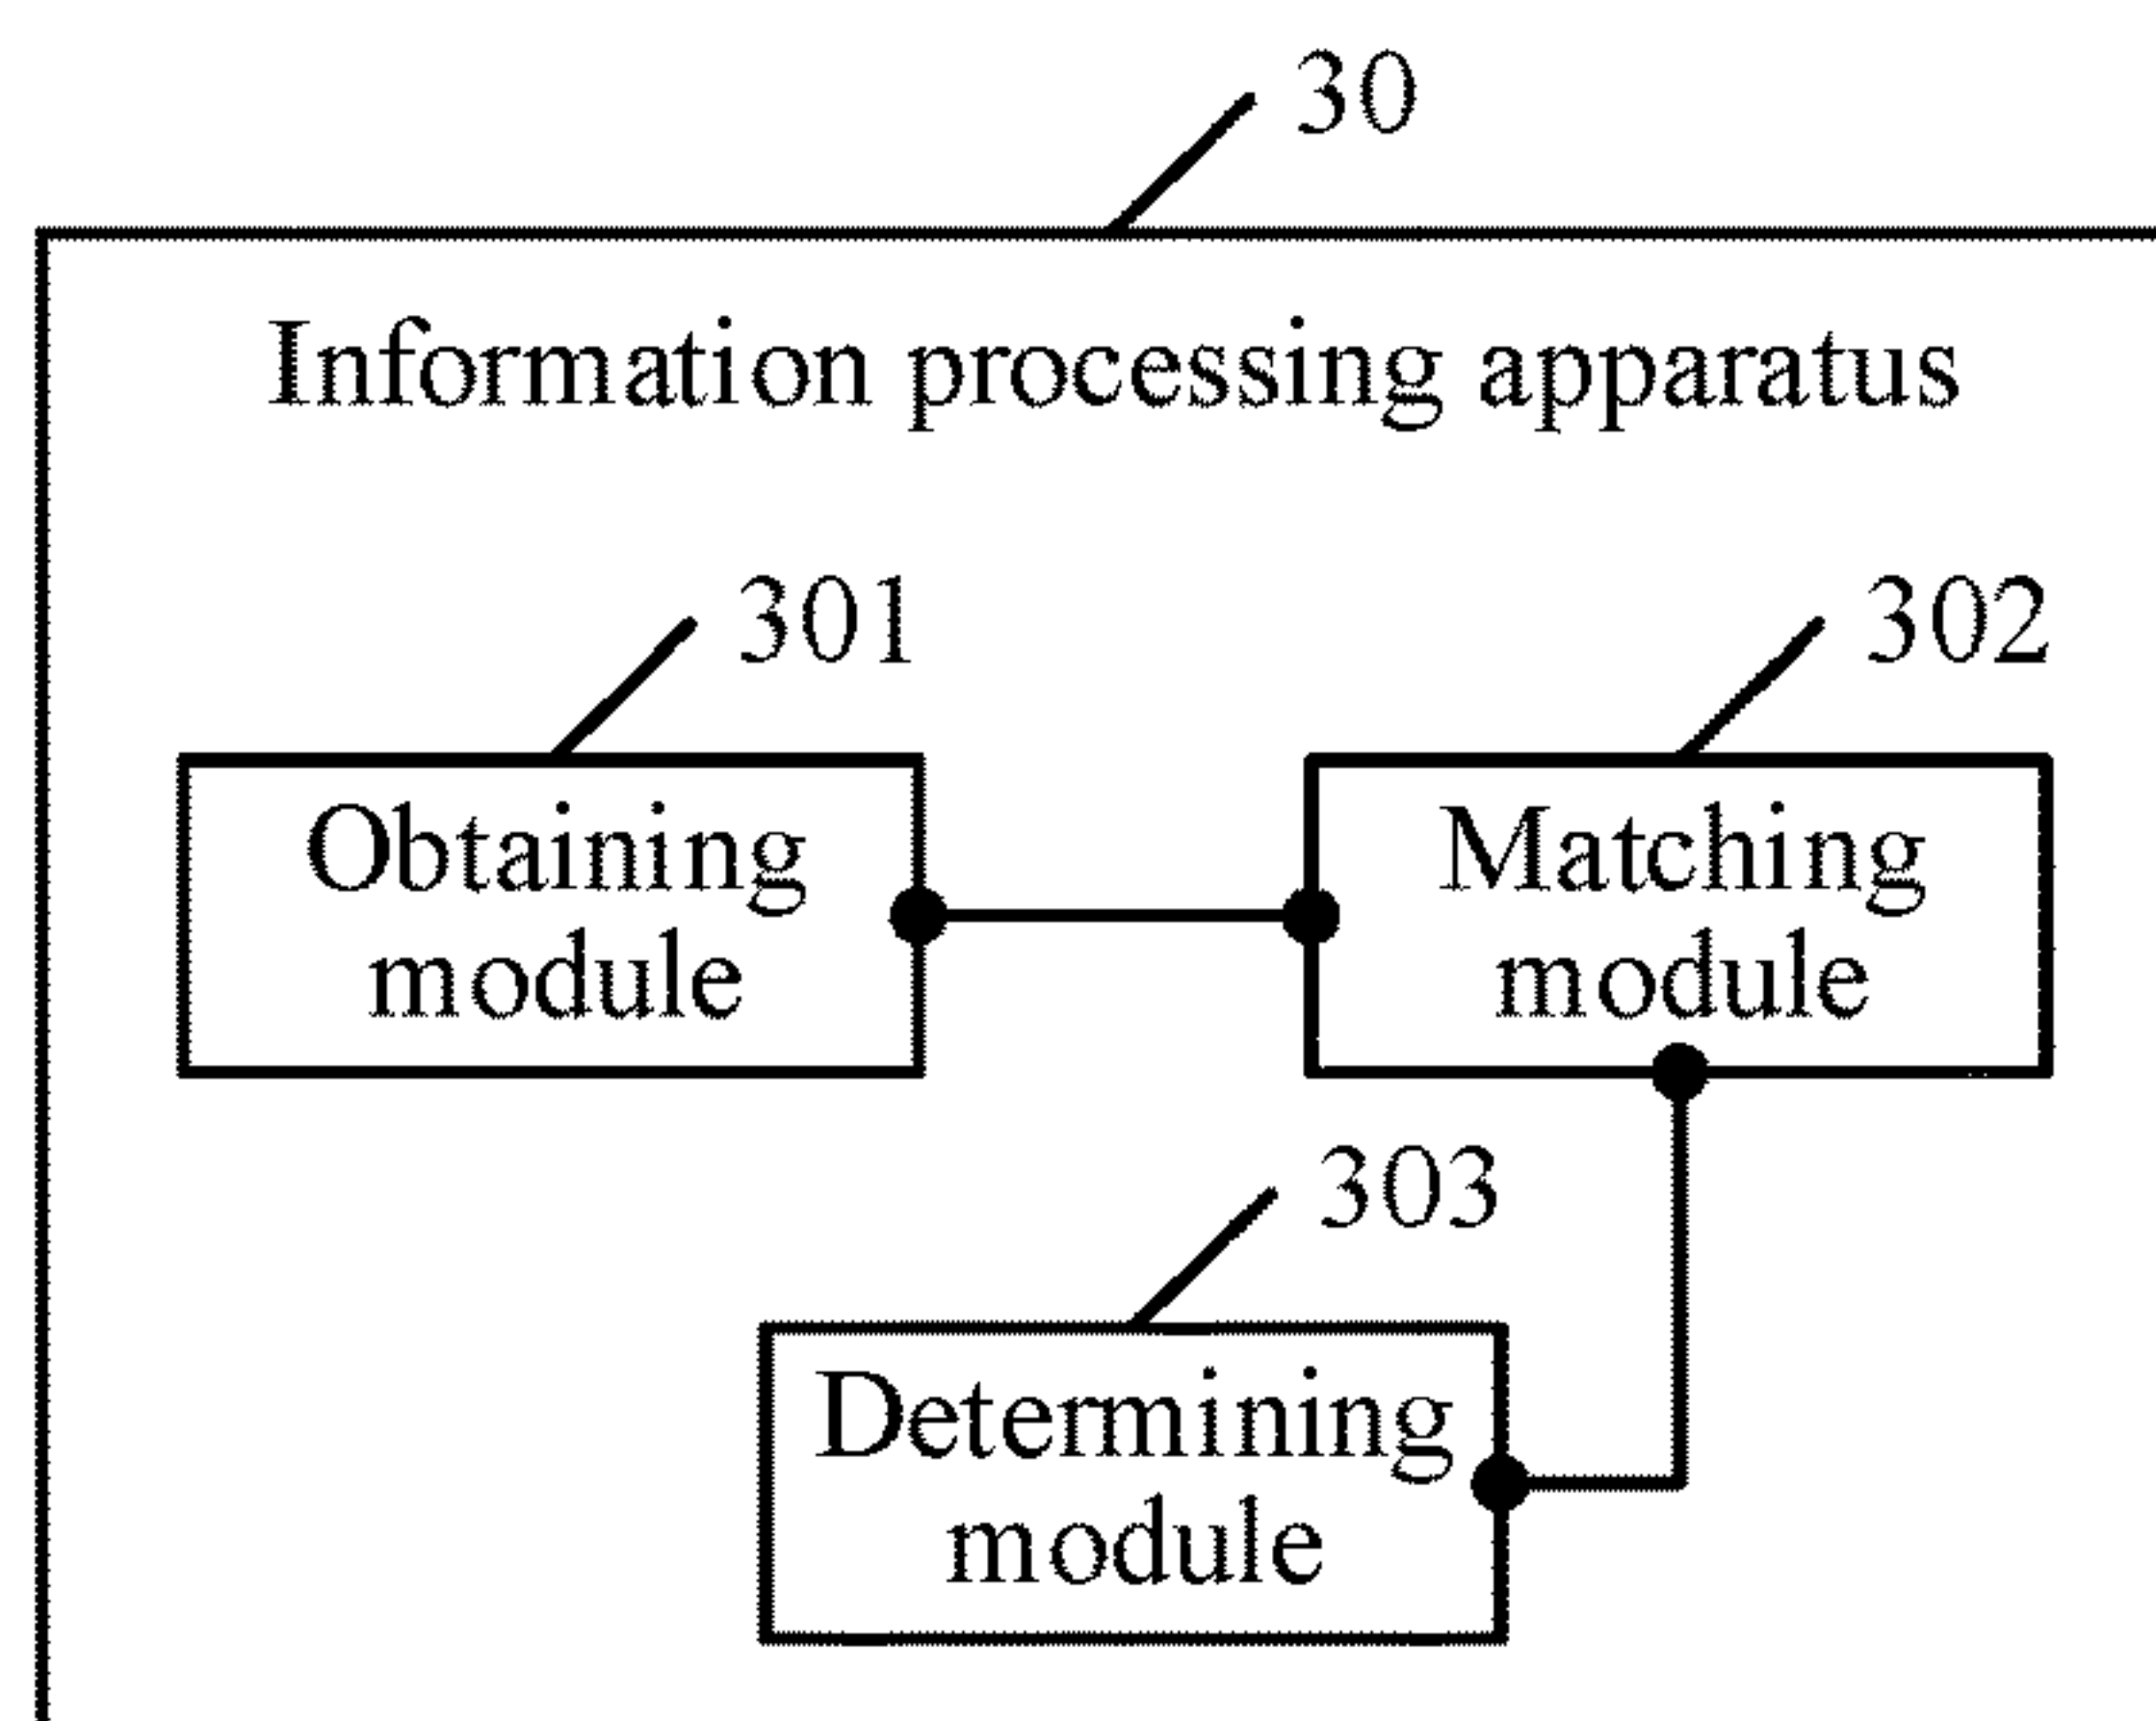 30
Information processing apparatus
301
302
Obtaining
module
Matching
module
303
Determining
module